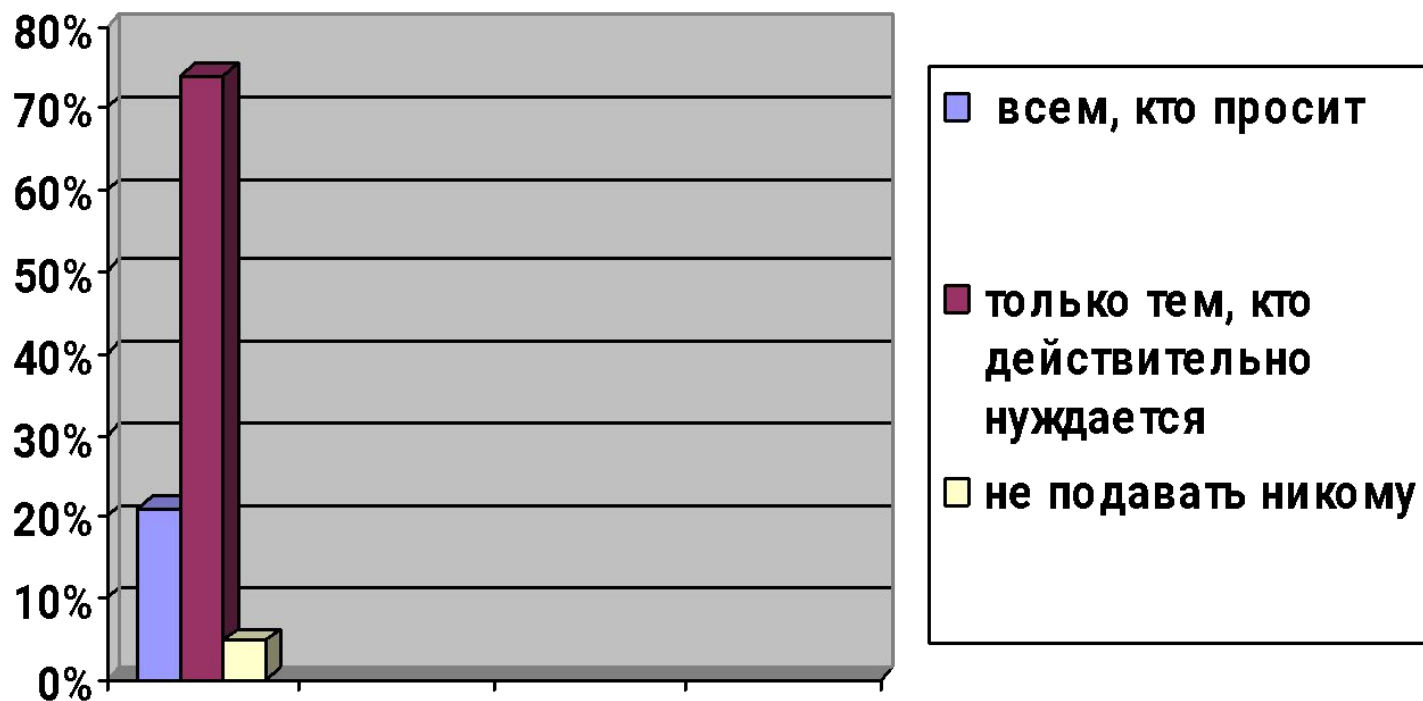 80%
70%
60%
50%
40%
30%
20%
10%
0%
всем, кто просит
только тем, кто
действительно
нуждается
не подавать никому